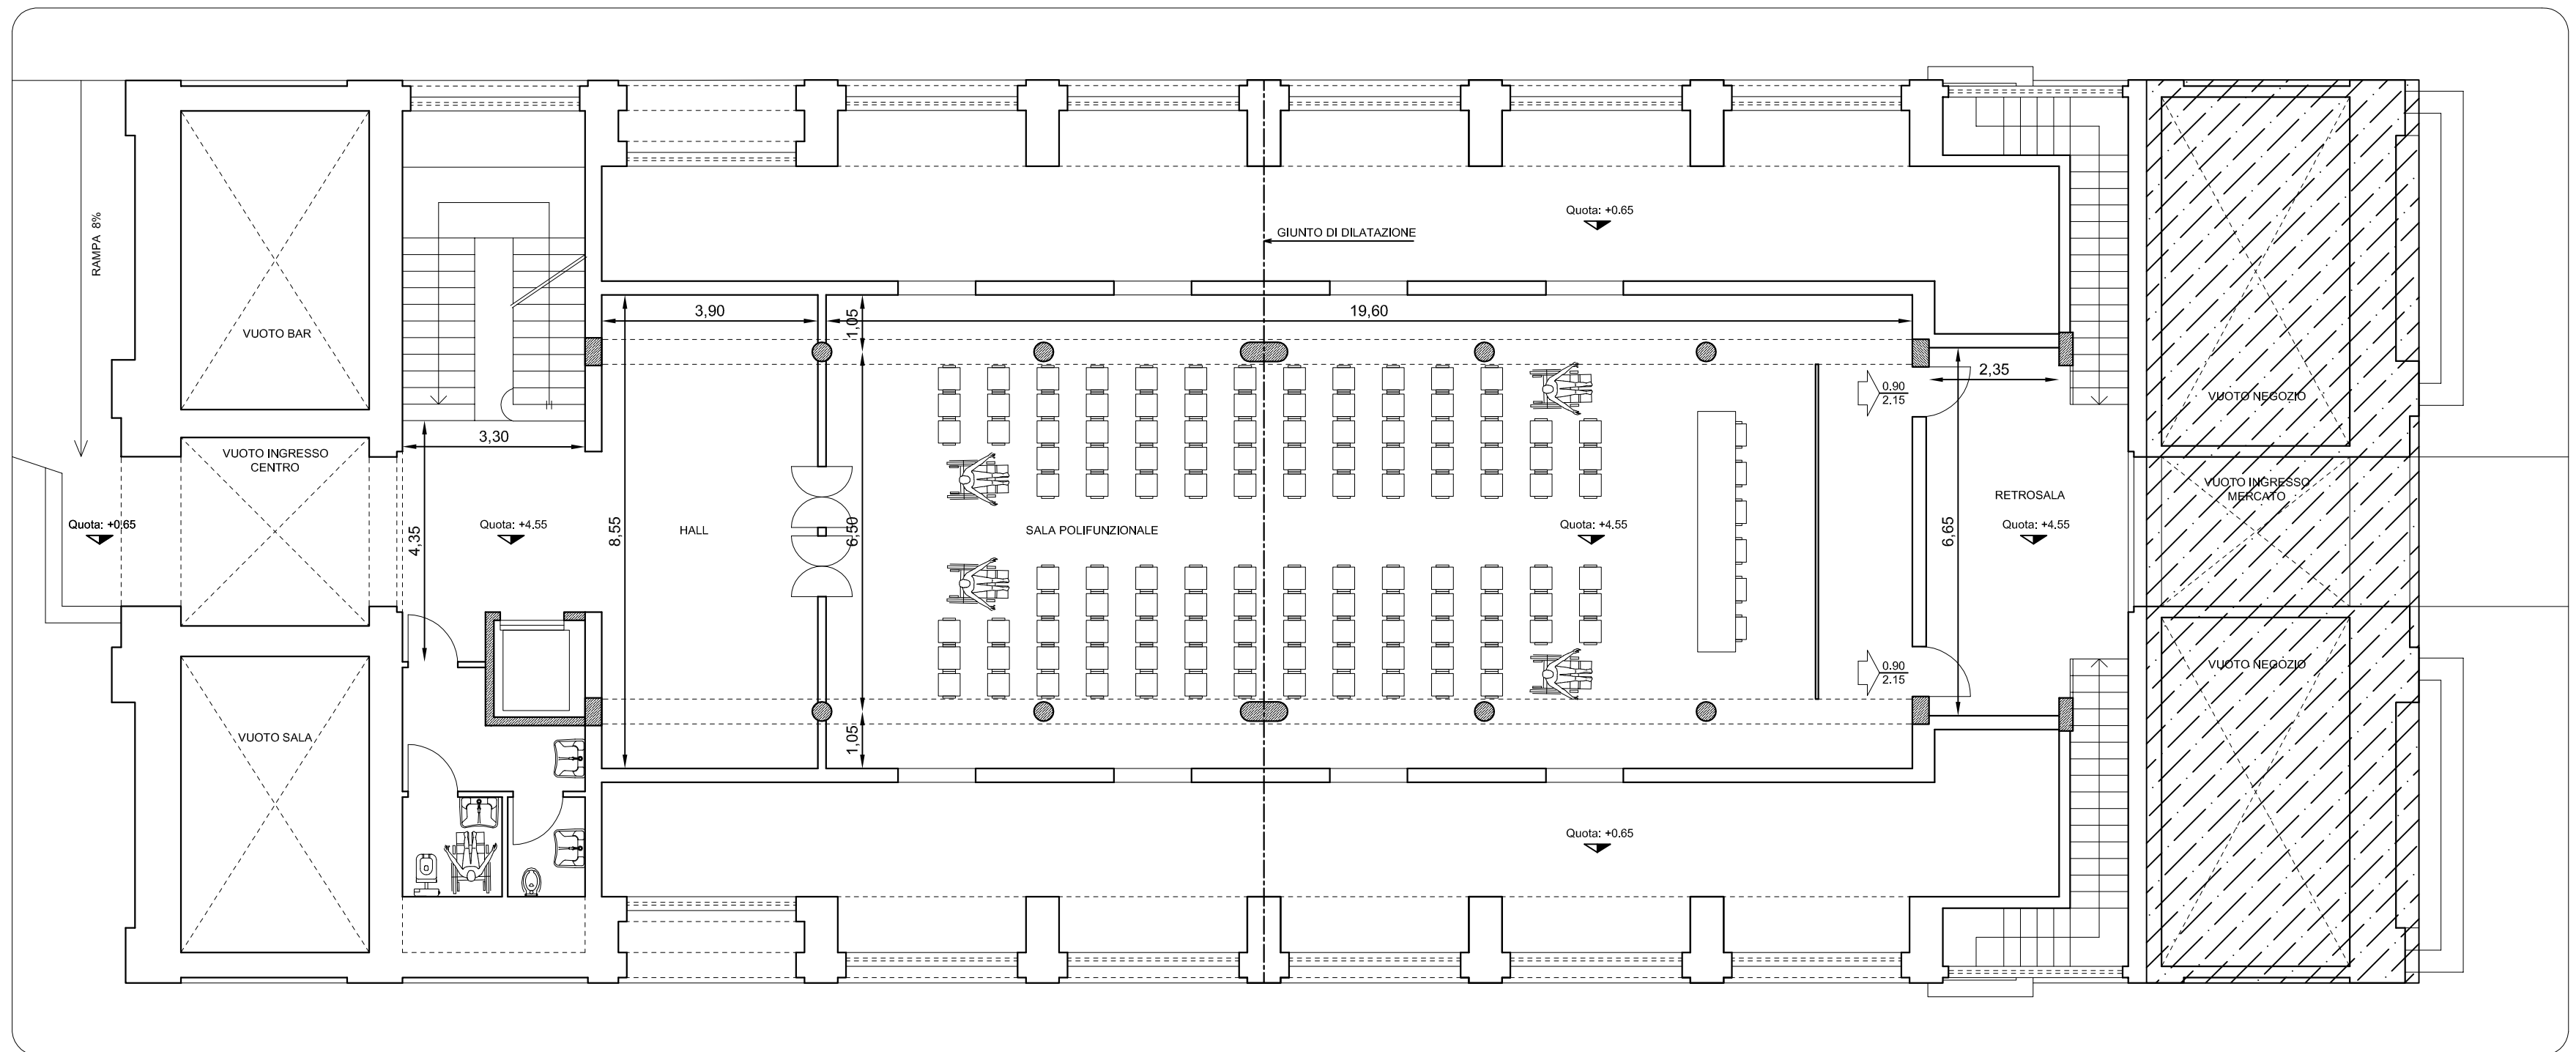 RAMPA 8%
VUOTO BAR
VUOTO INGRESSO
CENTRO
Quota: +0.65
VUOTO SALA
3,30
4,35
Quota: +4.55
3,90
8,55
HALL
1,05
6,50
1,05
19,60
GIUNTO DI DILATAZIONE
Quota: +0.65
SALA POLIFUNZIONALE
Quota: +4.55
0.90
2.15
0.90
2.15
2,35
6,65
RETROSALA
Quota: +4.55
Quota: +0.65
VUOTO NEGOZIO
VUOTO INGRESSO
MERCATO
VUOTO NEGOZIO